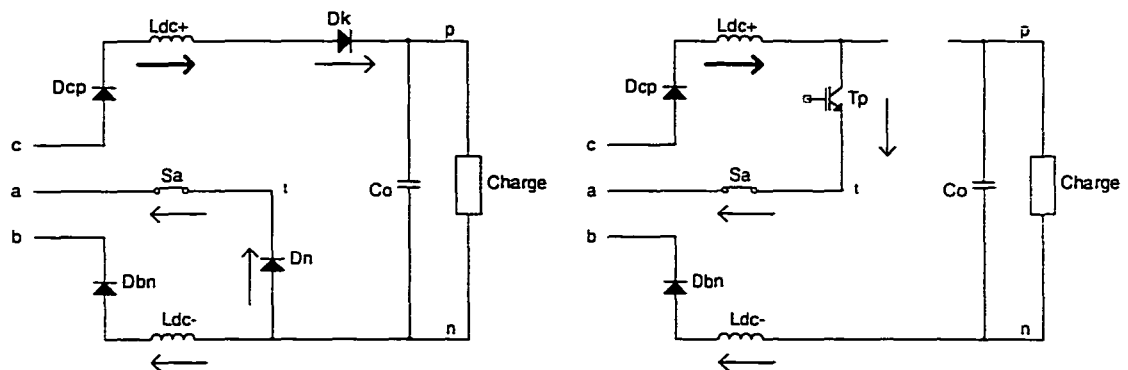 Ldc+
Dk
p
Dcp
c
a
Sa
t
Co
Charge
b
Dn
Dbn
Ldc-
n
Ldc+
p
Dcp
Tp
c
a
Sa
t
Co
Charge
b
Dbn
Ldc-
n